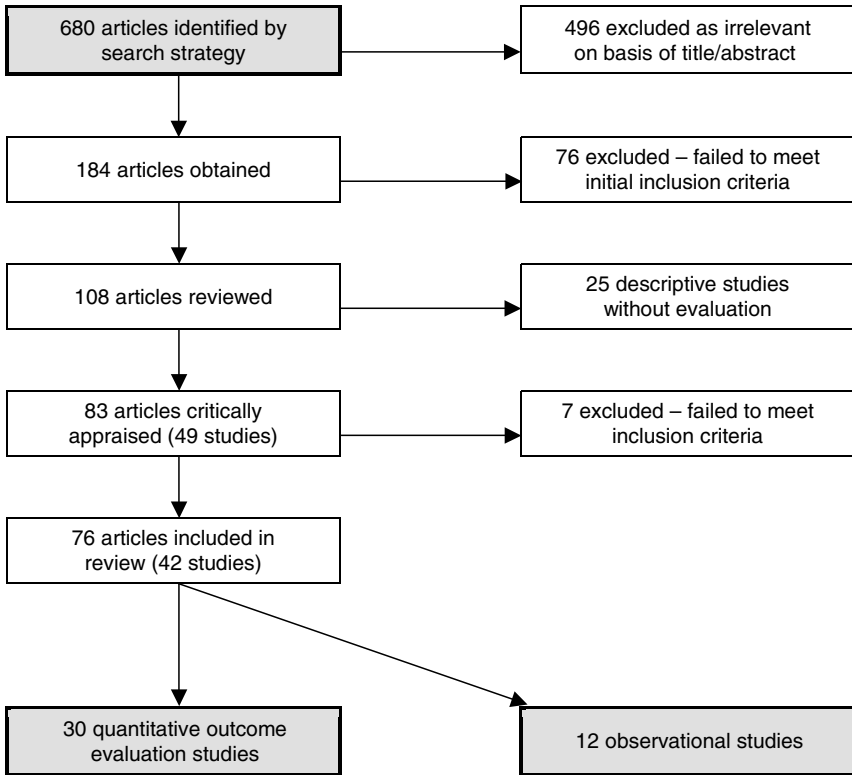 680 articles identified by
search strategy
496 excluded as irrelevant
on basis of title/abstract
184 articles obtained
76 excluded – failed to meet
initial inclusion criteria
108 articles reviewed
25 descriptive studies
without evaluation
83 articles critically
appraised (49 studies)
7 excluded – failed to meet
inclusion criteria
76 articles included in
review (42 studies)
30 quantitative outcome
evaluation studies
12 observational studies